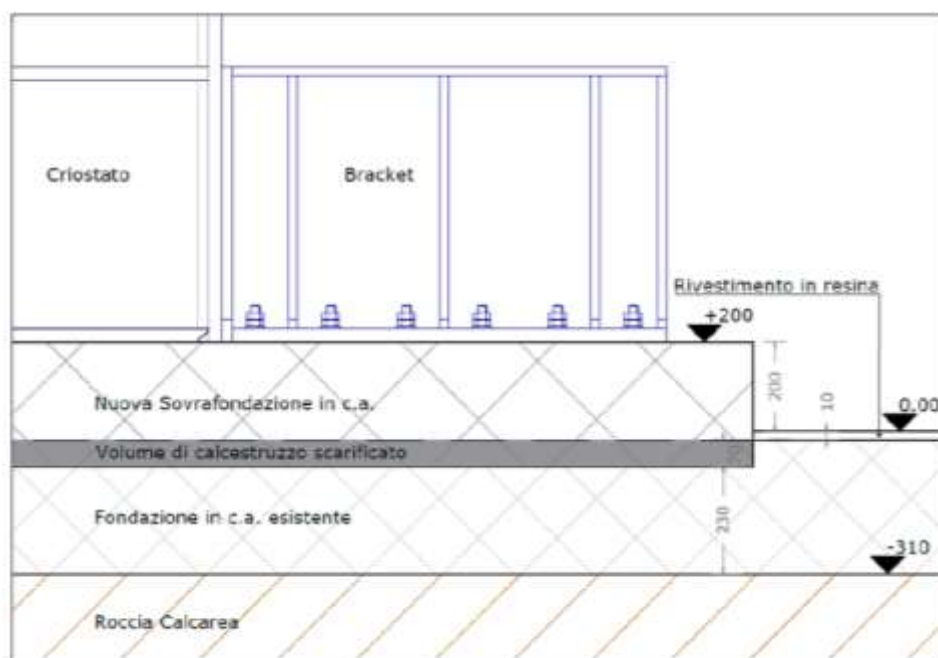 Criostato
Bracket
Rivestimento in resina
+200
200
10
0.00
Nuova Sovrafondazione in c.a.
Volume di calcestruzzo scarificato
Fondazione in c.a. esistente
230
-310
Roccia Calcarea